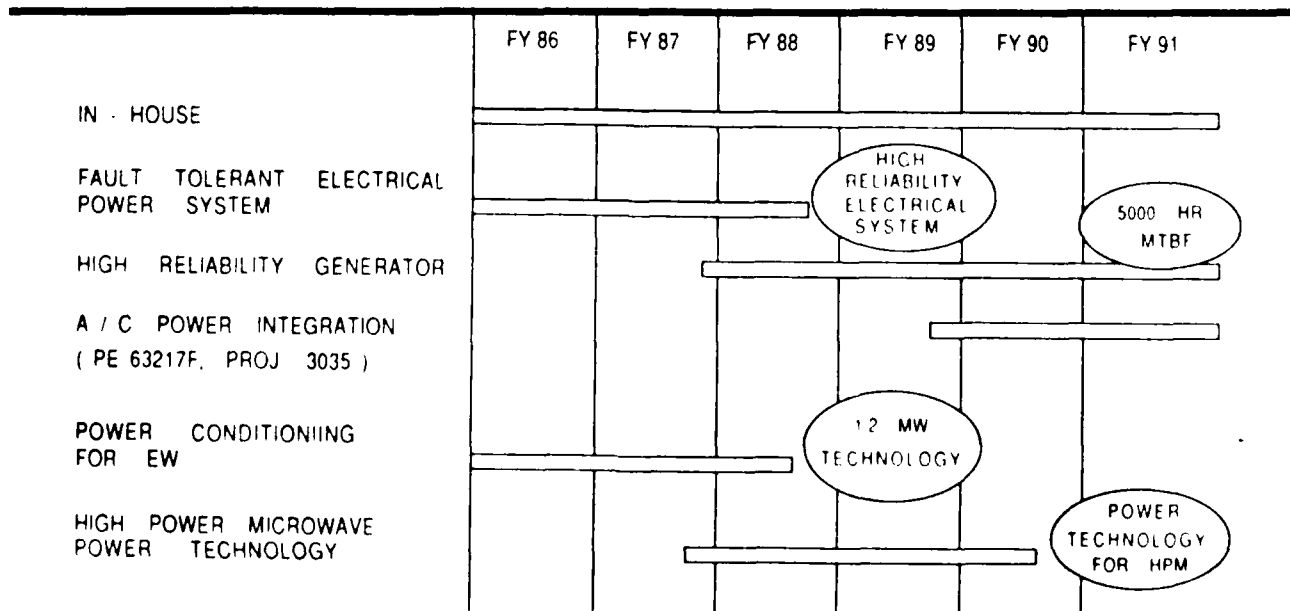 FY 86 FY 87 FY 88 FY 89 FY 90 FY 91
IN - HOUSE
FAULT TOLERANT ELECTRICAL
POWER SYSTEM
HIGH
RELIABILITY
ELECTRICAL
SYSTEM
5000 HR
MTBF
HIGH RELIABILITY GENERATOR
A / C POWER INTEGRATION
( PE 63217F, PROJ 3035 )
POWER CONDITIONIING
FOR EW
MW
TECHNOLOGY
HIGH POWER MICROWAVE
POWER TECHNOLOGY
POWER
TECHNOLOGY
FOR HPM